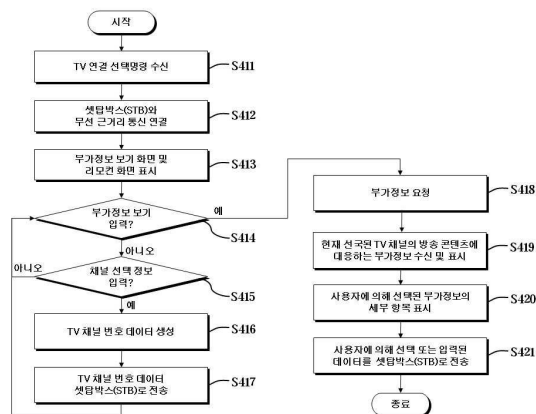 시작
TV 연결 선택명령 수신
S411
셋탑박스(STB)와
무선 근거리 통신 연결
S412
부가정보 보기 화면 및
리모컨 화면 표시
S413
부가정보 보기
입력?
예
S414
아니오
채널 선택 정보
입력?
아니오
S415
예
TV 채널 번호 데이터 생성
S416
TV 채널 번호 데이터
셋탑박스(STB)로 전송
S417
부가정보 요청
S418
현재 선국된 TV 채널의 방송 콘텐츠에
대응하는 부가정보 수신 및 표시
S419
사용자에 의해 선택된 부가정보의
세부 항목 표시
S420
사용자에 의해 선택 또는 입력된
데이터를 셋탑박스(STB)로 전송
S421
종료